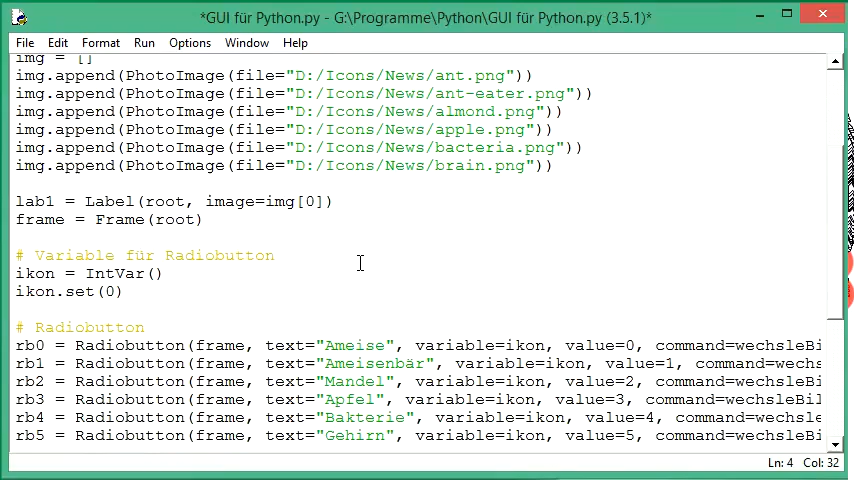 *GUI für Python.py - G:\Programme\Python\GUI für Python.py (3.5.1)*
File Edit Format Run Options Window Help
img = []
img.append(PhotoImage(file="D:/Icons/News/ant.png"))
img.append(PhotoImage(file="D:/Icons/News/ant-eater.png"))
img.append(PhotoImage(file="D:/Icons/News/almond.png"))
img.append(PhotoImage(file="D:/Icons/News/apple.png"))
img.append(PhotoImage(file="D:/Icons/News/bacteria.png"))
img.append(PhotoImage(file="D:/Icons/News/brain.png"))
lab1 = Label(root, image=img[0])
frame = Frame(root)
# Variable für Radiobutton
ikon = IntVar()
ikon.set(0)
# Radiobutton
rb0 = Radiobutton(frame, text="Ameise", variable=ikon, value=0, command=wechsleBi
rb1 = Radiobutton(frame, text="Ameisenbär", variable=ikon, value=1, command=wechs
rb2 = Radiobutton(frame, text="Mandel", variable=ikon, value=2, command=wechsleBi
rb3 = Radiobutton(frame, text="Apfel", variable=ikon, value=3, command=wechsleBil
rb4 = Radiobutton(frame, text="Bakterie", variable=ikon, value=4, command=wechsle
rb5 = Radiobutton(frame, text="Gehirn", variable=ikon, value=5, command=wechsleBi
Ln: 4 Col: 32